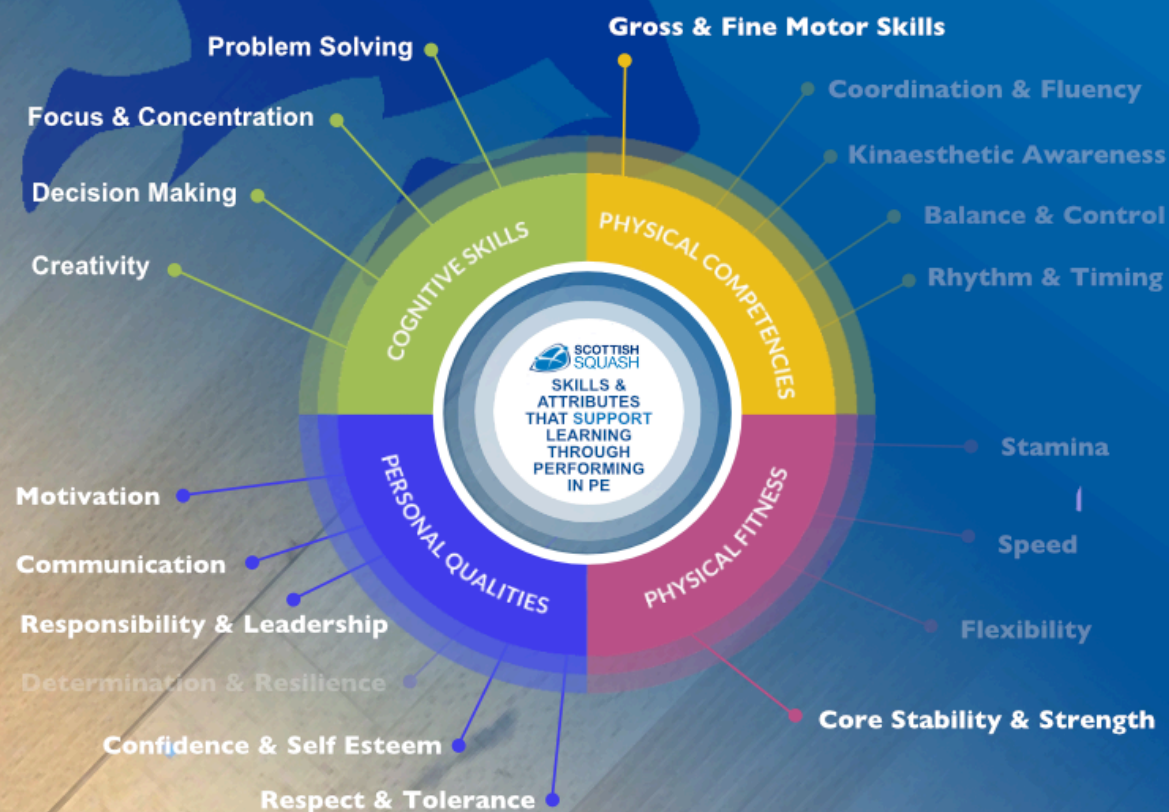 Problem Solving
Focus & Concentration
Decision Making
Creativity
COGNITIVE SKILLS
Gross & Fine Motor Skills
Coordination & Fluency
Kinaesthetic Awareness
Balance & Control
Rhythm & Timing
PHYSICAL COMPETENCIES
SCOTTISH
SQUASH
SKILLS &
ATTRIBUTES
THAT SUPPORT
LEARNING
THROUGH
PERFORMING
IN PE
Motivation
Communication
Responsibility & Leadership
Determination & Resilience
Confidence & Self Esteem
Respect & Tolerance
PERSONAL QUALITIES
PHYSICAL FITNESS
Stamina
Speed
Flexibility
Core Stability & Strength